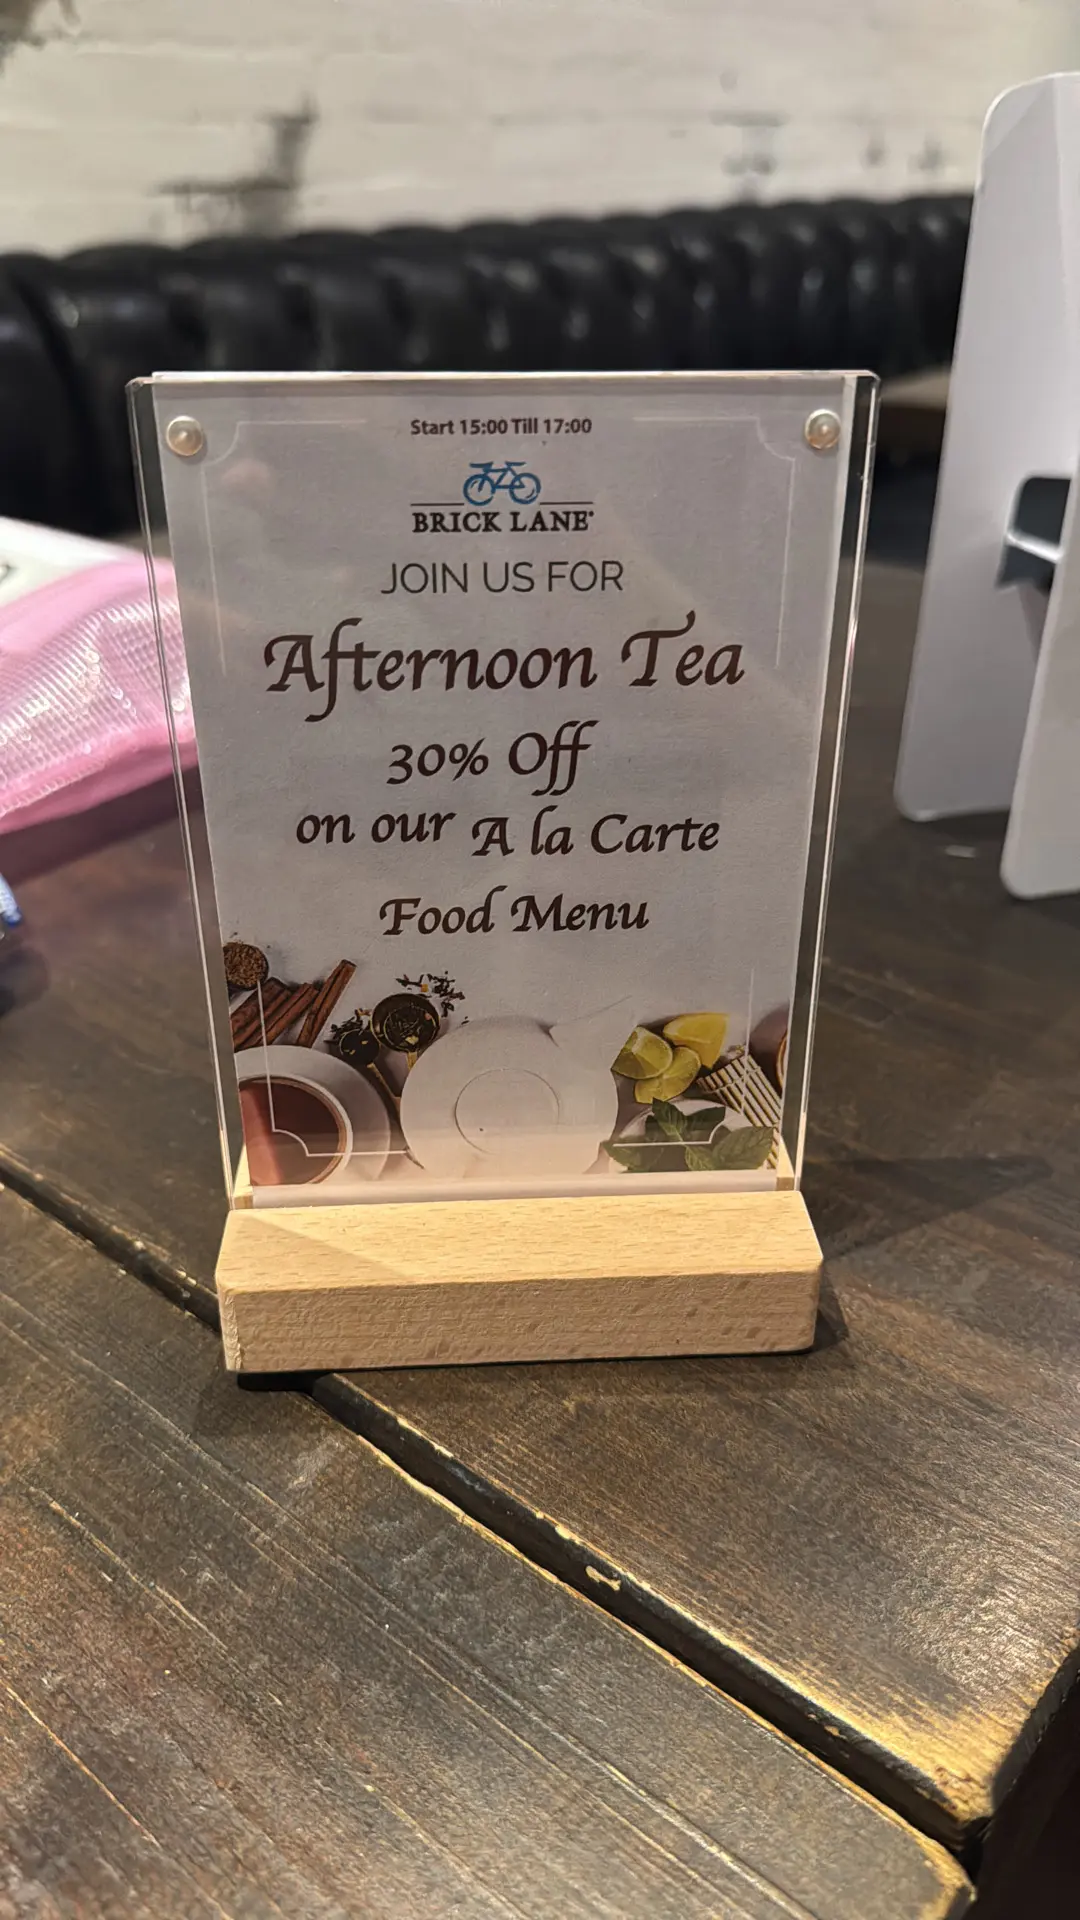 Start 15:00 Till 17:00
BRICK LANE
JOIN US FOR
Afternoon Tea
30% Off
on our A la Carte
Food Menu